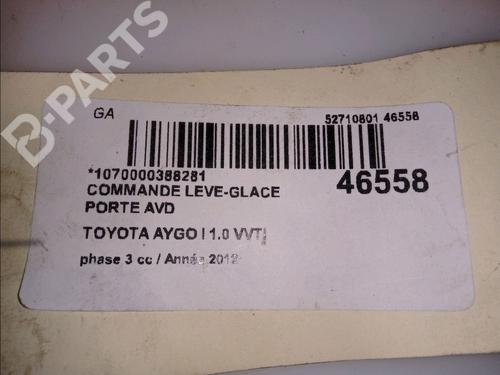 B-PARTS
GA
52710801 46558
*1070000388281
46558
COMMANDE LEVE-GLACE
PORTE AVD
TOYOTA AYGO I 1.0 VVTI
phase 3 cc / Année 2012